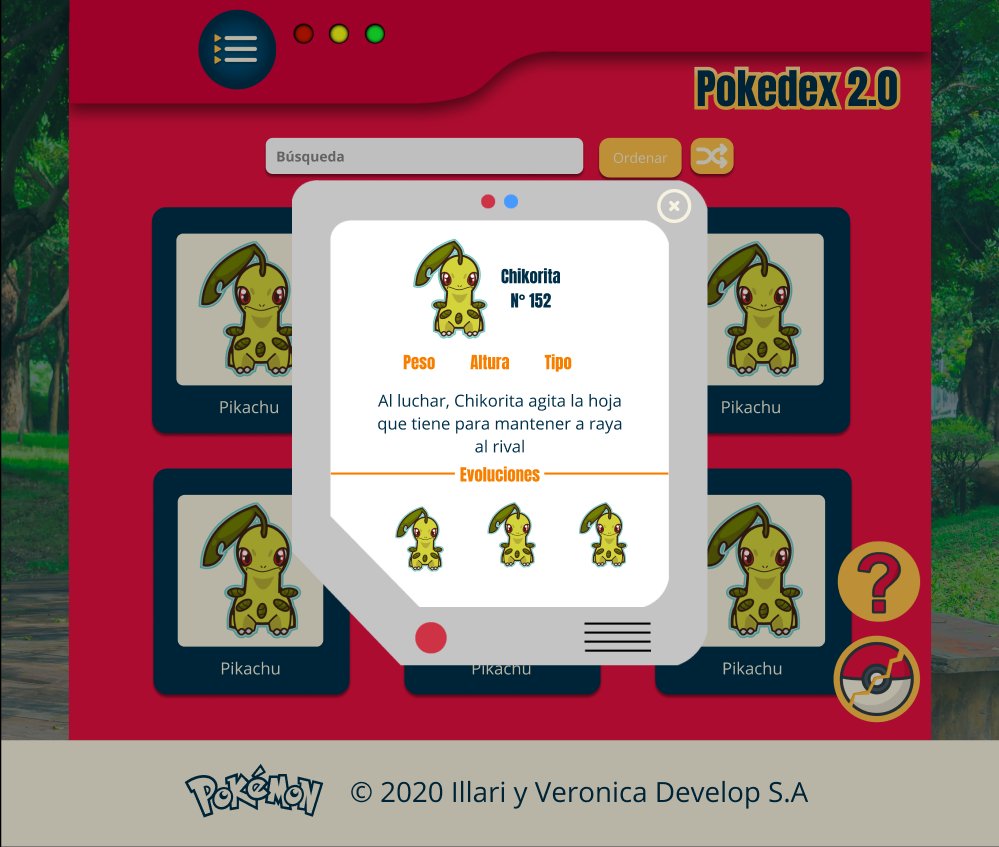 Pokedex 2.0
Búsqueda
Ordenar
Chikorita
N° 152
Peso Altura Tipo
Al luchar, Chikorita agita la hoja
que tiene para mantener a raya
al rival
Evoluciones
Pikachu
Pikachu
?
Pikachu
Pikachu
Pikachu
POKéMON
© 2020 Illari y Veronica Develop S.A